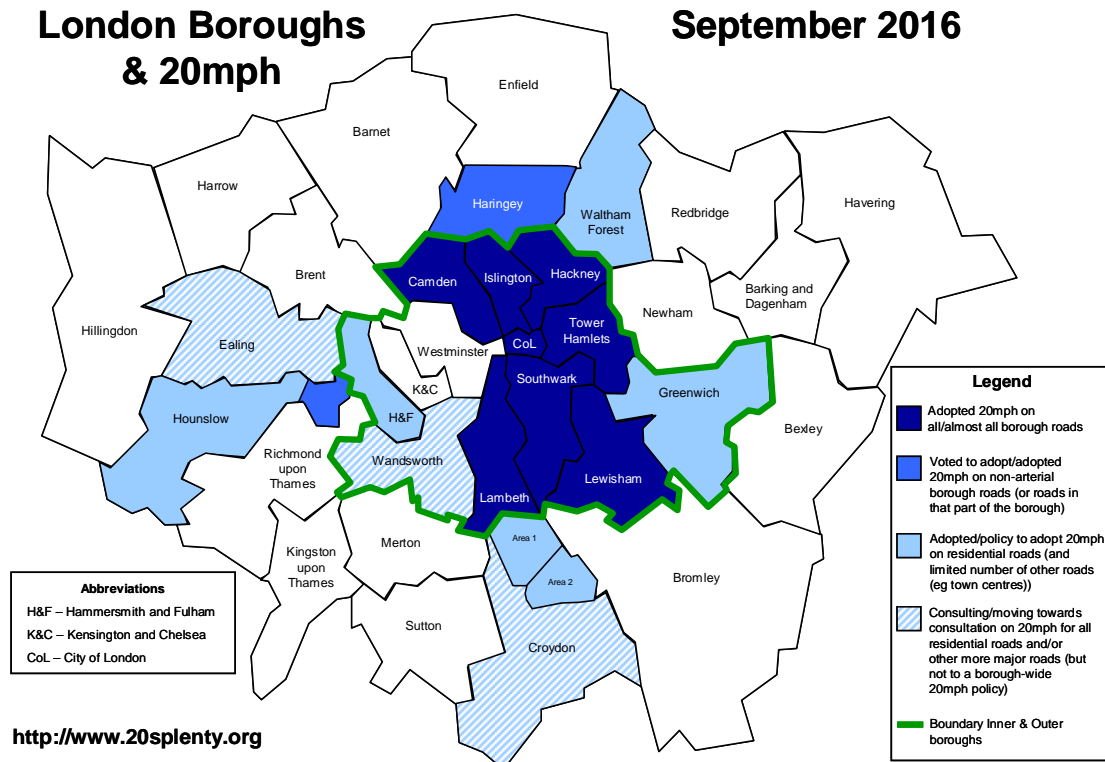 London Boroughs
& 20mph
September 2016
Enfield
Barnet
Harrow
Haringey
Waltham
Forest
Redbridge
Havering
Brent
Camden
Islington
Hackney
Barking and
Dagenham
Hillingdon
Ealing
Westminster
CoL
Tower
Hamlets
Newham
K&C
Southwark
Greenwich
Hounslow
H&F
Bexley
Richmond
upon
Thames
Wandsworth
Lambeth
Lewisham
Kingston
upon
Thames
Merton
Area 1
Area 2
Bromley
Sutton
Croydon
Abbreviations
H&F – Hammersmith and Fulham
K&C – Kensington and Chelsea
CoL – City of London
http://www.20splenty.org
Legend
Adopted 20mph on
all/almost all borough roads
Voted to adopt/adopted
20mph on non-arterial
borough roads (or roads in
that part of the borough)
Adopted/policy to adopt 20mph
on residential roads (and
limited number of other roads
(eg town centres))
Consulting/moving towards
consultation on 20mph for all
residential roads and/or
other more major roads (but
not to a borough-wide
20mph policy)
Boundary Inner & Outer
boroughs